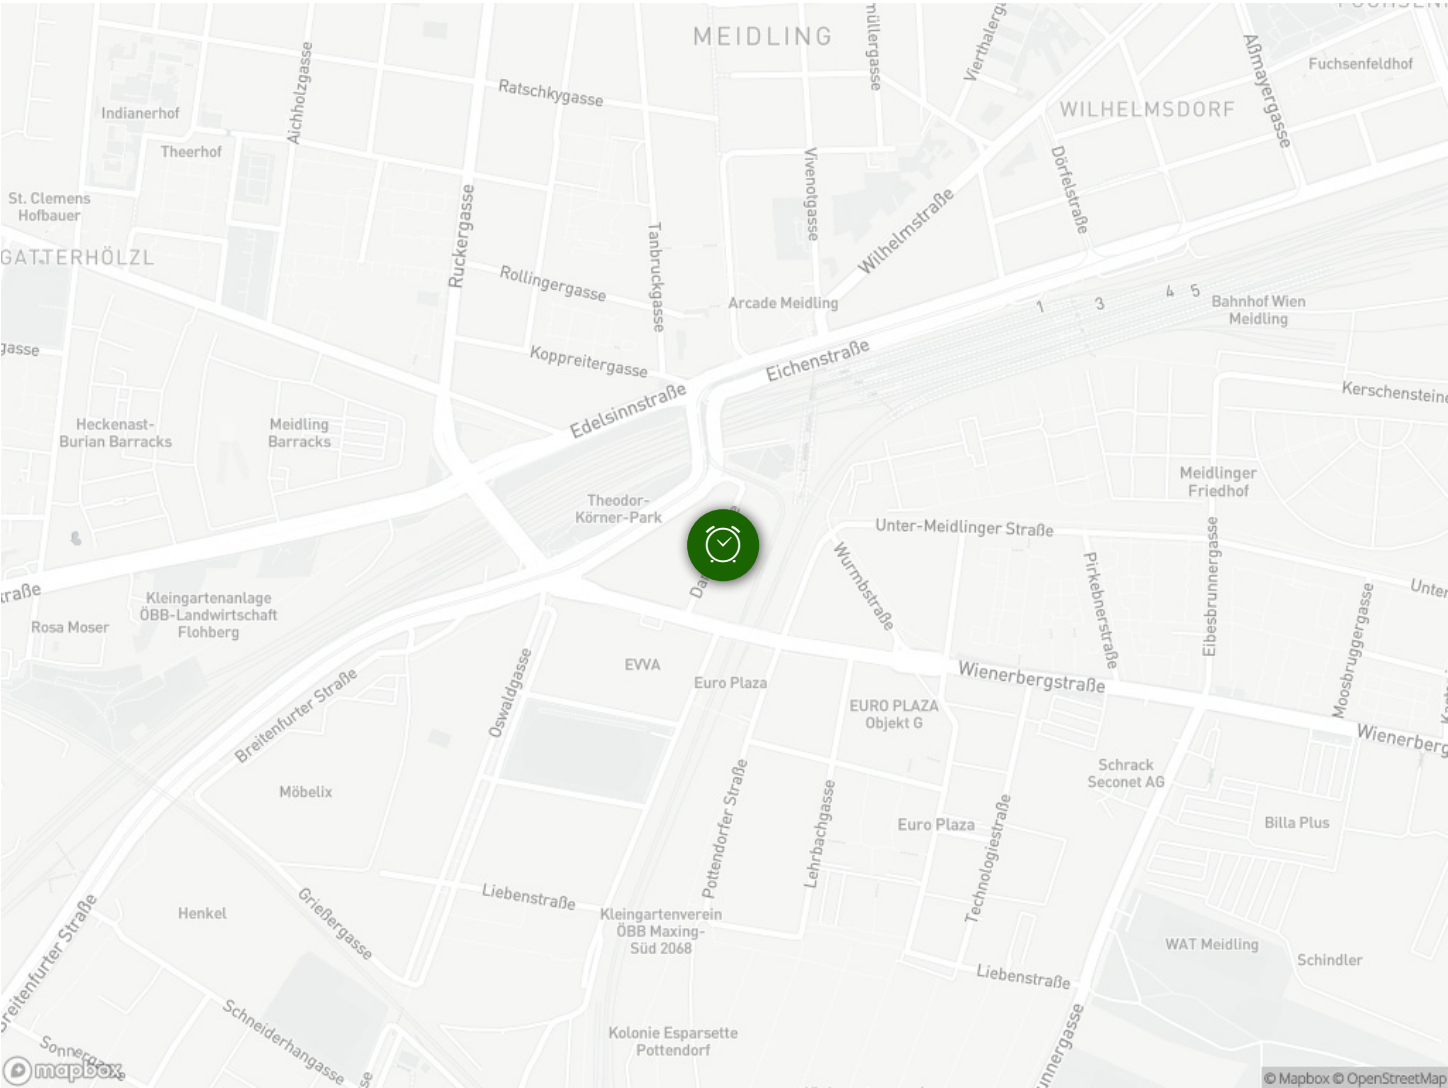 MEIDLING
Fuchsenfeldhof
Aßmayergasse
WILHELMSDORF
Ratschkygasse
Aichholzgasse
Indianerhof
Theerhof
Vivenotgasse
Dörfelstraße
St. Clemens
Hofbauer
Ruckergasse
Wilhelmstraße
Tanbruckgasse
GATTERHÖLZL
Rollingergasse
Arcade Meidling
1
3
4
5
Bahnhof Wien
Meidling
gasse
Koppreitergasse
Eichenstraße
Edelsinnstraße
Kerschensteine
Heckenast-
Burian Barracks
Meidling
Barracks
Meidlinger
Friedhof
Theodor-
Körner-Park
Unter-Meidlinger Straße
Wurmbstraße
Pirkebnerstraße
Eibesbrunnergasse
Unter
Moosbruggergasse
Kleingartenanlage
ÖBB-Landwirtschaft
Flohberg
Rosa Moser
EVVA
Euro Plaza
Wienerbergstraße
Oswaldgasse
Breitenfurter Straße
EURO PLAZA
Objekt G
Wienerberg
Schrack
Seconet AG
Möbelix
Pottendorfer Straße
Lehrbachgasse
Technologiestraße
Euro Plaza
Billa Plus
Liebenstraße
Grießergasse
Henkel
Kleingartenverein
ÖBB Maxing-
Süd 2068
WAT Meidling
Schindler
Liebenstraße
Breitenfurter Straße
Schneiderhangasse
Kolonie Esparsette
Pottendorf
Sonnergasse
mapbox
© Mapbox © OpenStreetMap